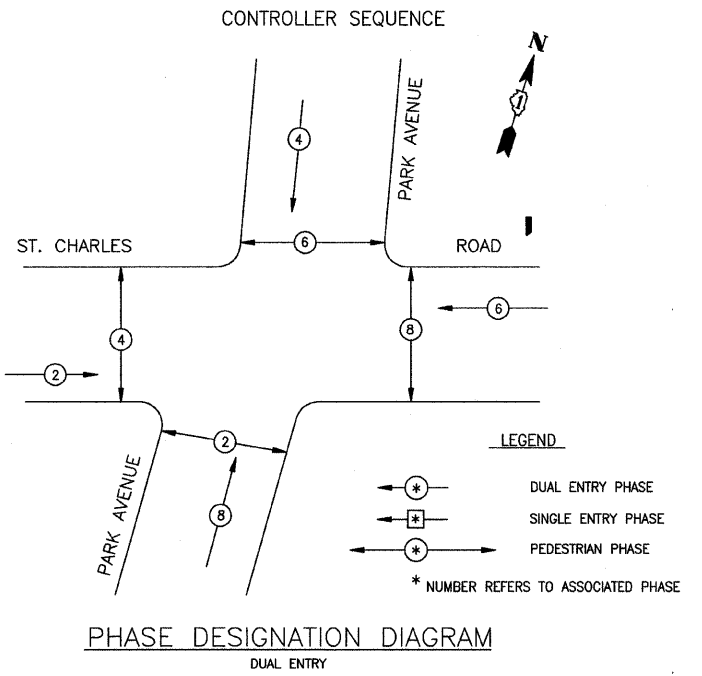 CONTROLLER SEQUENCE
N
1
4
PARK AVENUE
6
ST. CHARLES
ROAD
6
4
8
2
2
LEGEND
8
PARK AVENUE
* DUAL ENTRY PHASE
* SINGLE ENTRY PHASE
* PEDESTRIAN PHASE
* NUMBER REFERS TO ASSOCIATED PHASE
PHASE DESIGNATION DIAGRAM
DUAL ENTRY